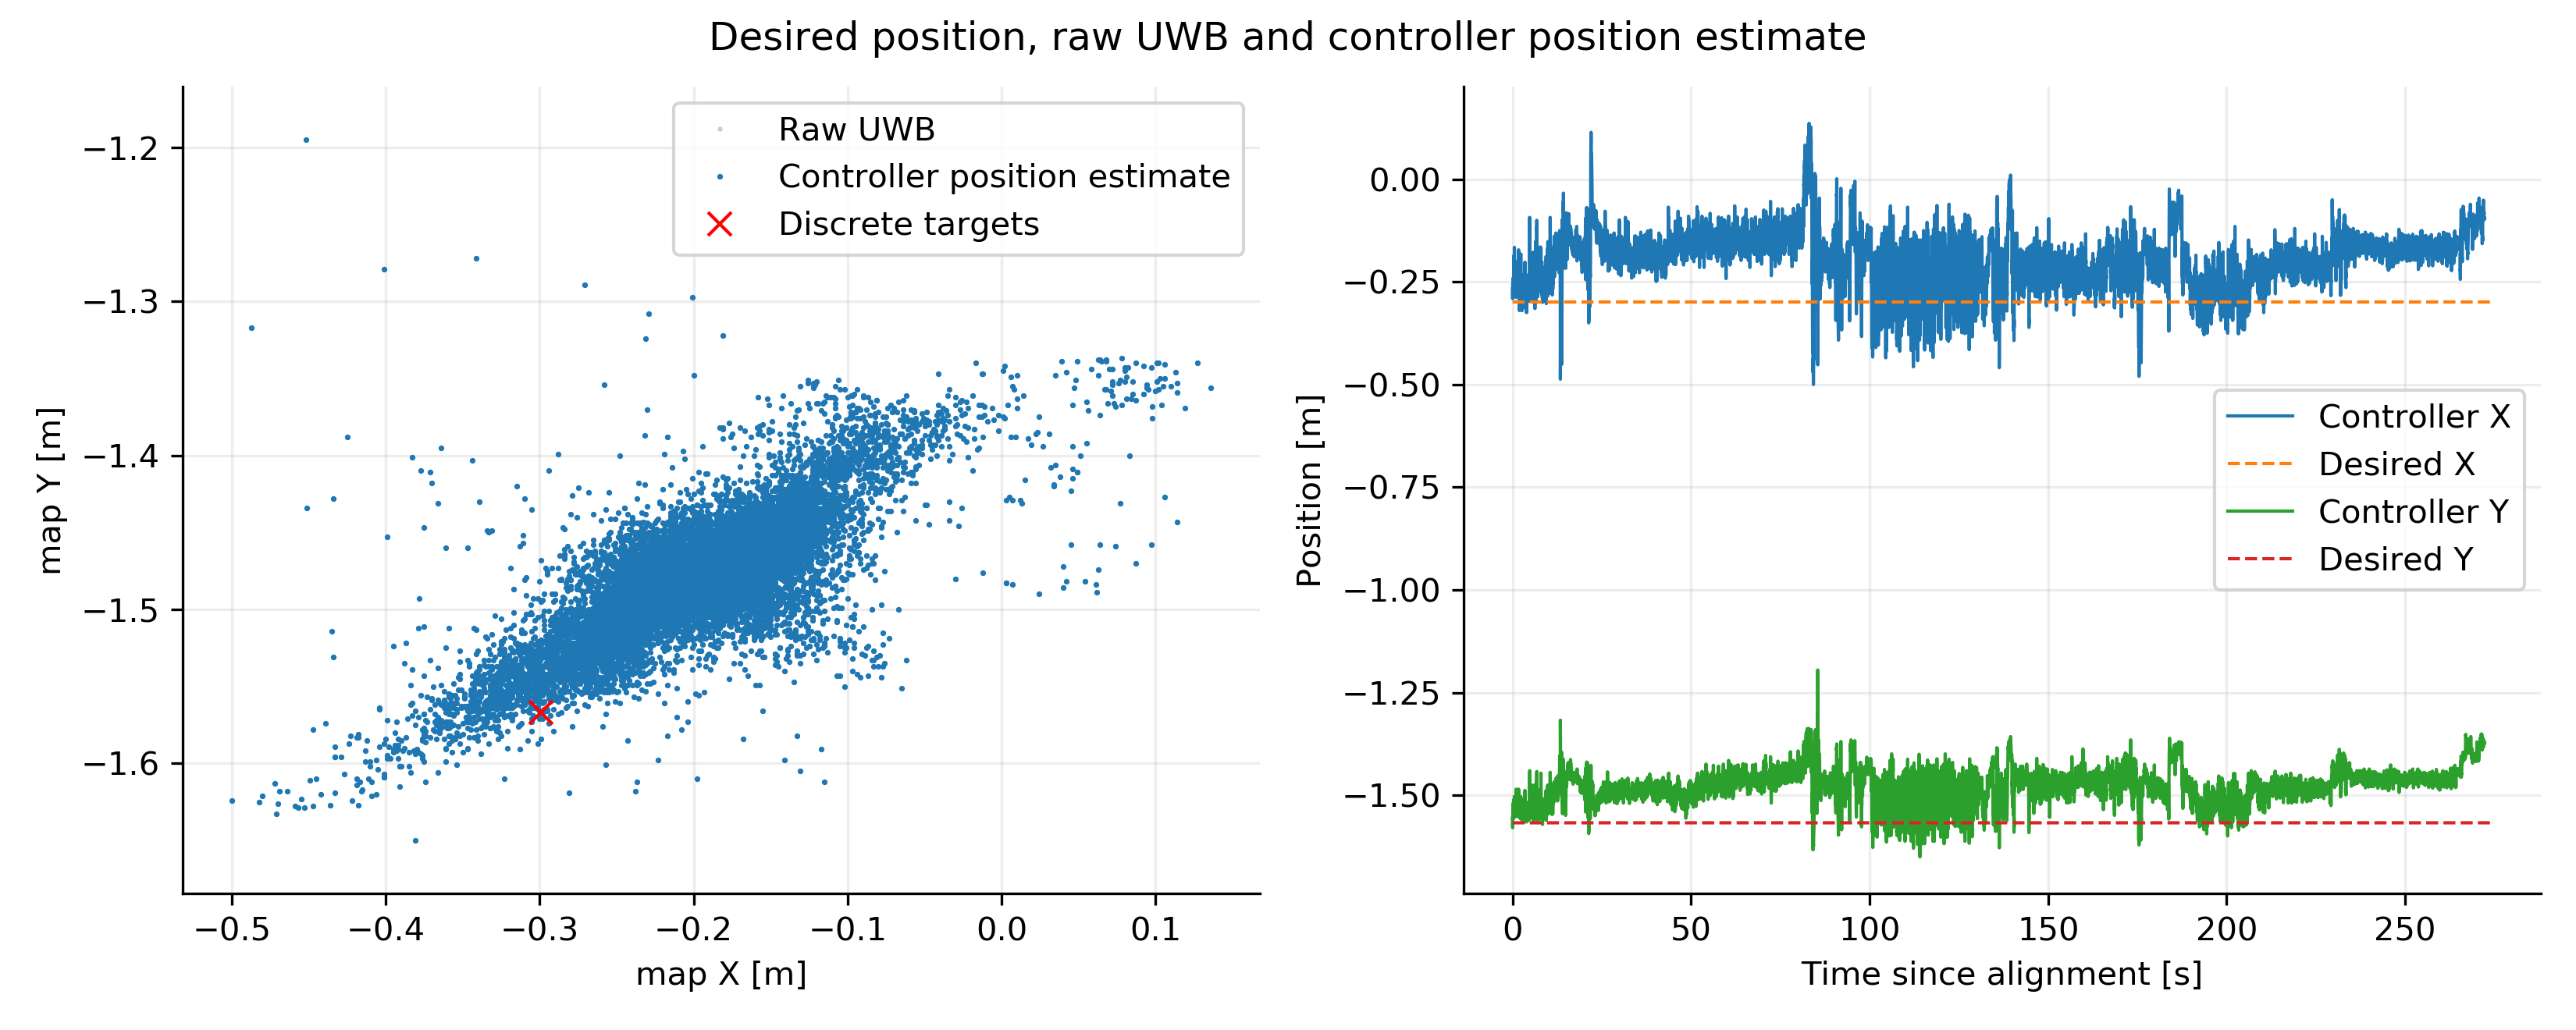 Desired position, raw UWB and controller position estimate
Raw UWB
Controller position estimate
Discrete targets
−1.2
−1.3
−1.4
−1.5
−1.6
map Y [m]
−0.5 −0.4 −0.3 −0.2 −0.1 0.0 0.1
map X [m]
0.00
−0.25
−0.50
−0.75
−1.00
−1.25
−1.50
Position [m]
Controller X
Desired X
Controller Y
Desired Y
0 50 100 150 200 250
Time since alignment [s]